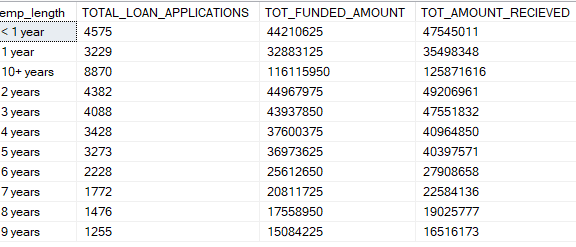 emp_length TOTAL_LOAN_APPLICATIONS TOT_FUNDED_AMOUNT TOT_AMOUNT_RECIEVED
< 1 year 4575 44210625 47545011
1 year 3229 32883125 35498348
10+ years 8870 116115950 125871616
2 years 4382 44967975 49206961
3 years 4088 43937850 47551832
4 years 3428 37600375 40964850
5 years 3273 36973625 40397571
6 years 2228 25612650 27908658
7 years 1772 20811725 22584136
8 years 1476 17558950 19025777
9 years 1255 15084225 16516173